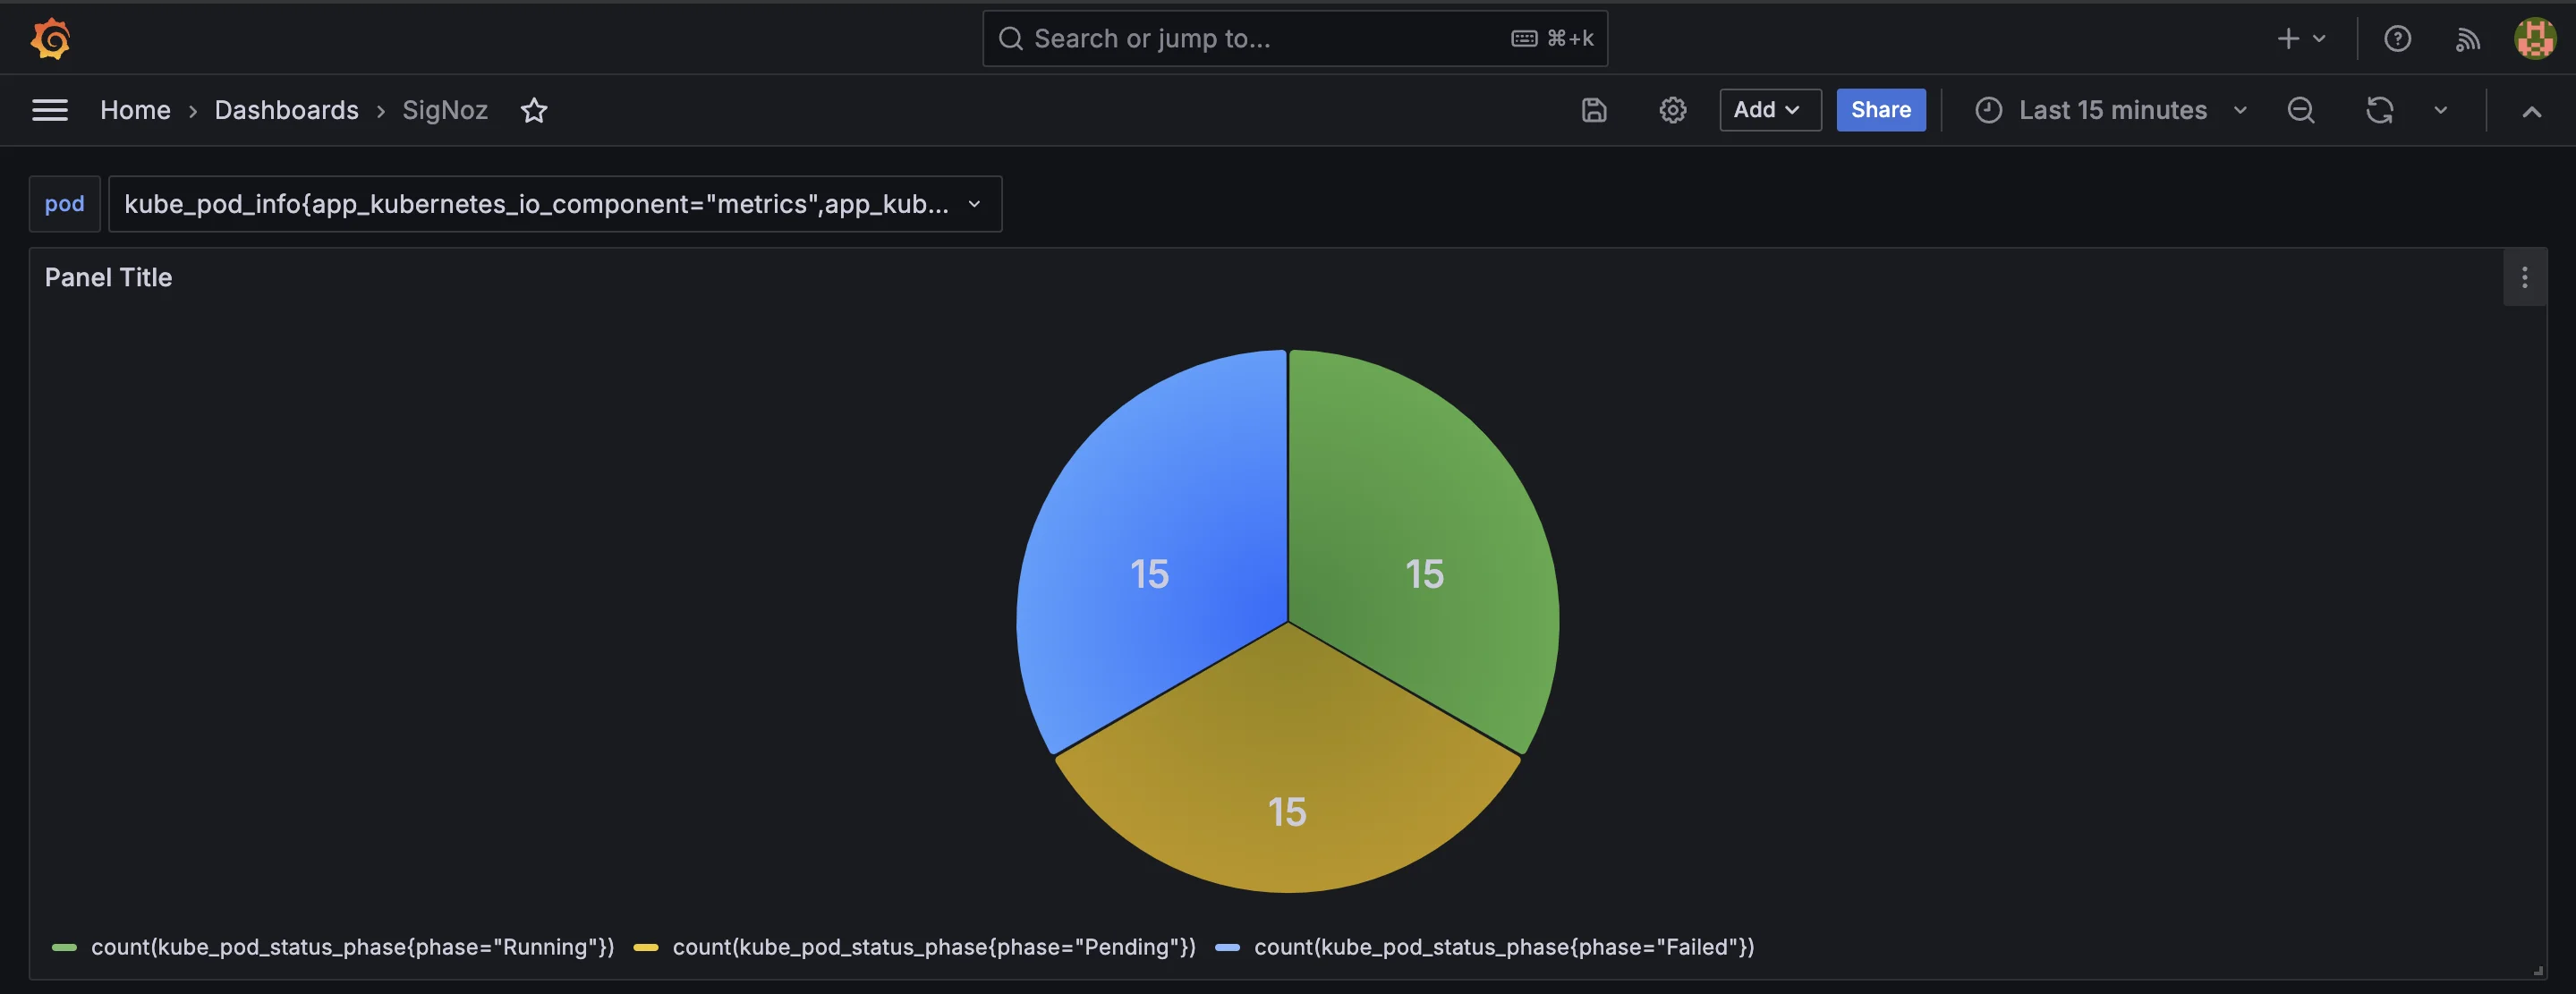 Search or jump to... ⌘+k
Home › Dashboards › SigNoz Add Share Last 15 minutes
pod kube_pod_info{app_kubernetes_io_component="metrics",app_kub...
Panel Title
15 15
15
count(kube_pod_status_phase{phase="Running"}) count(kube_pod_status_phase{phase="Pending"}) count(kube_pod_status_phase{phase="Failed"})